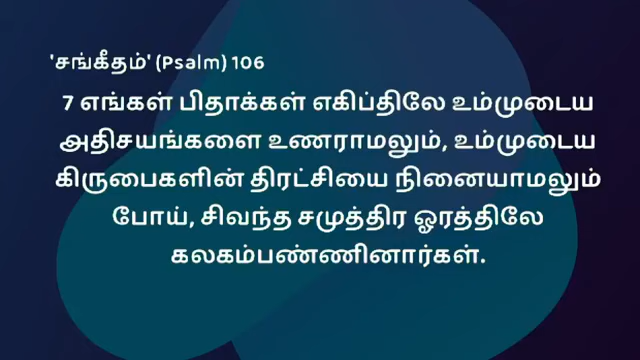 'சங்கீதம்' (Psalm) 106
7 எங்கள் பிதாக்கள் எகிப்திலே உம்முடைய
அதிசயங்களை உணராமலும், உம்முடைய
கிருபைகளின் திரட்சியை நினையாமலும்
போய், சிவந்த சமுத்திர ஓரத்திலே
கலகம்பண்ணினார்கள்.